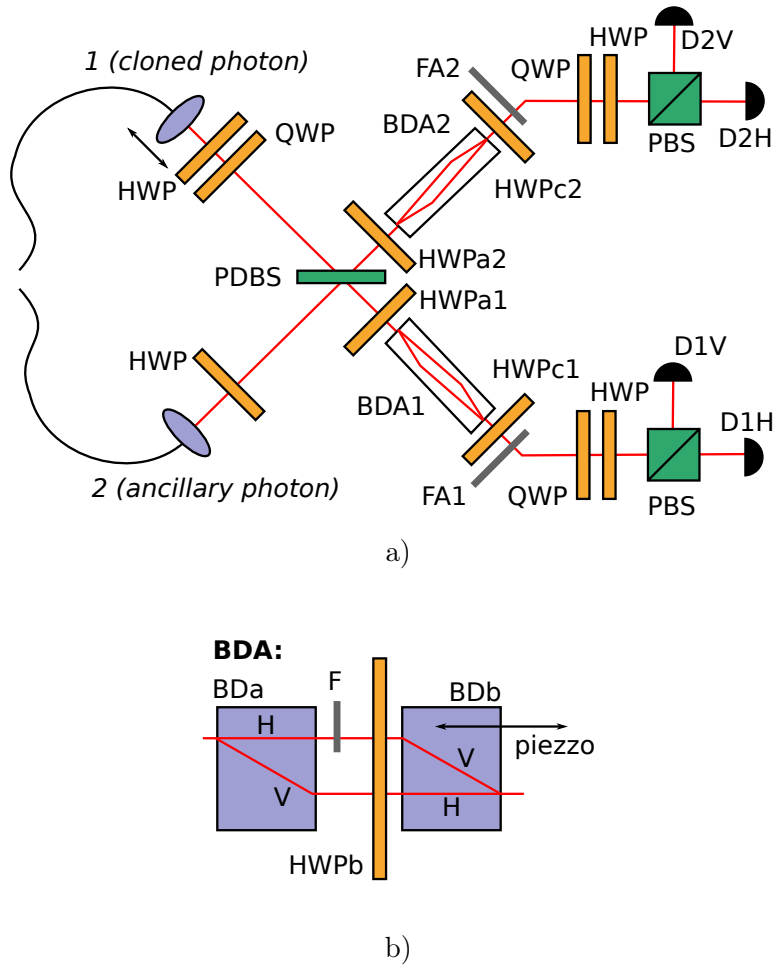 1 (cloned photon)
HWP
D2V
FA2
QWP
QWP
BDA2
D2H
PBS
HWP
HWPc2
HWPa2
PDBS
HWPa1
HWP
D1V
HWPc1
HWP
BDA1
D1H
2 (ancillary photon)
FA1
QWP
PBS
a)
BDA:
F
BDa
BDb
H
piezzo
V
V
H
HWPb
b)